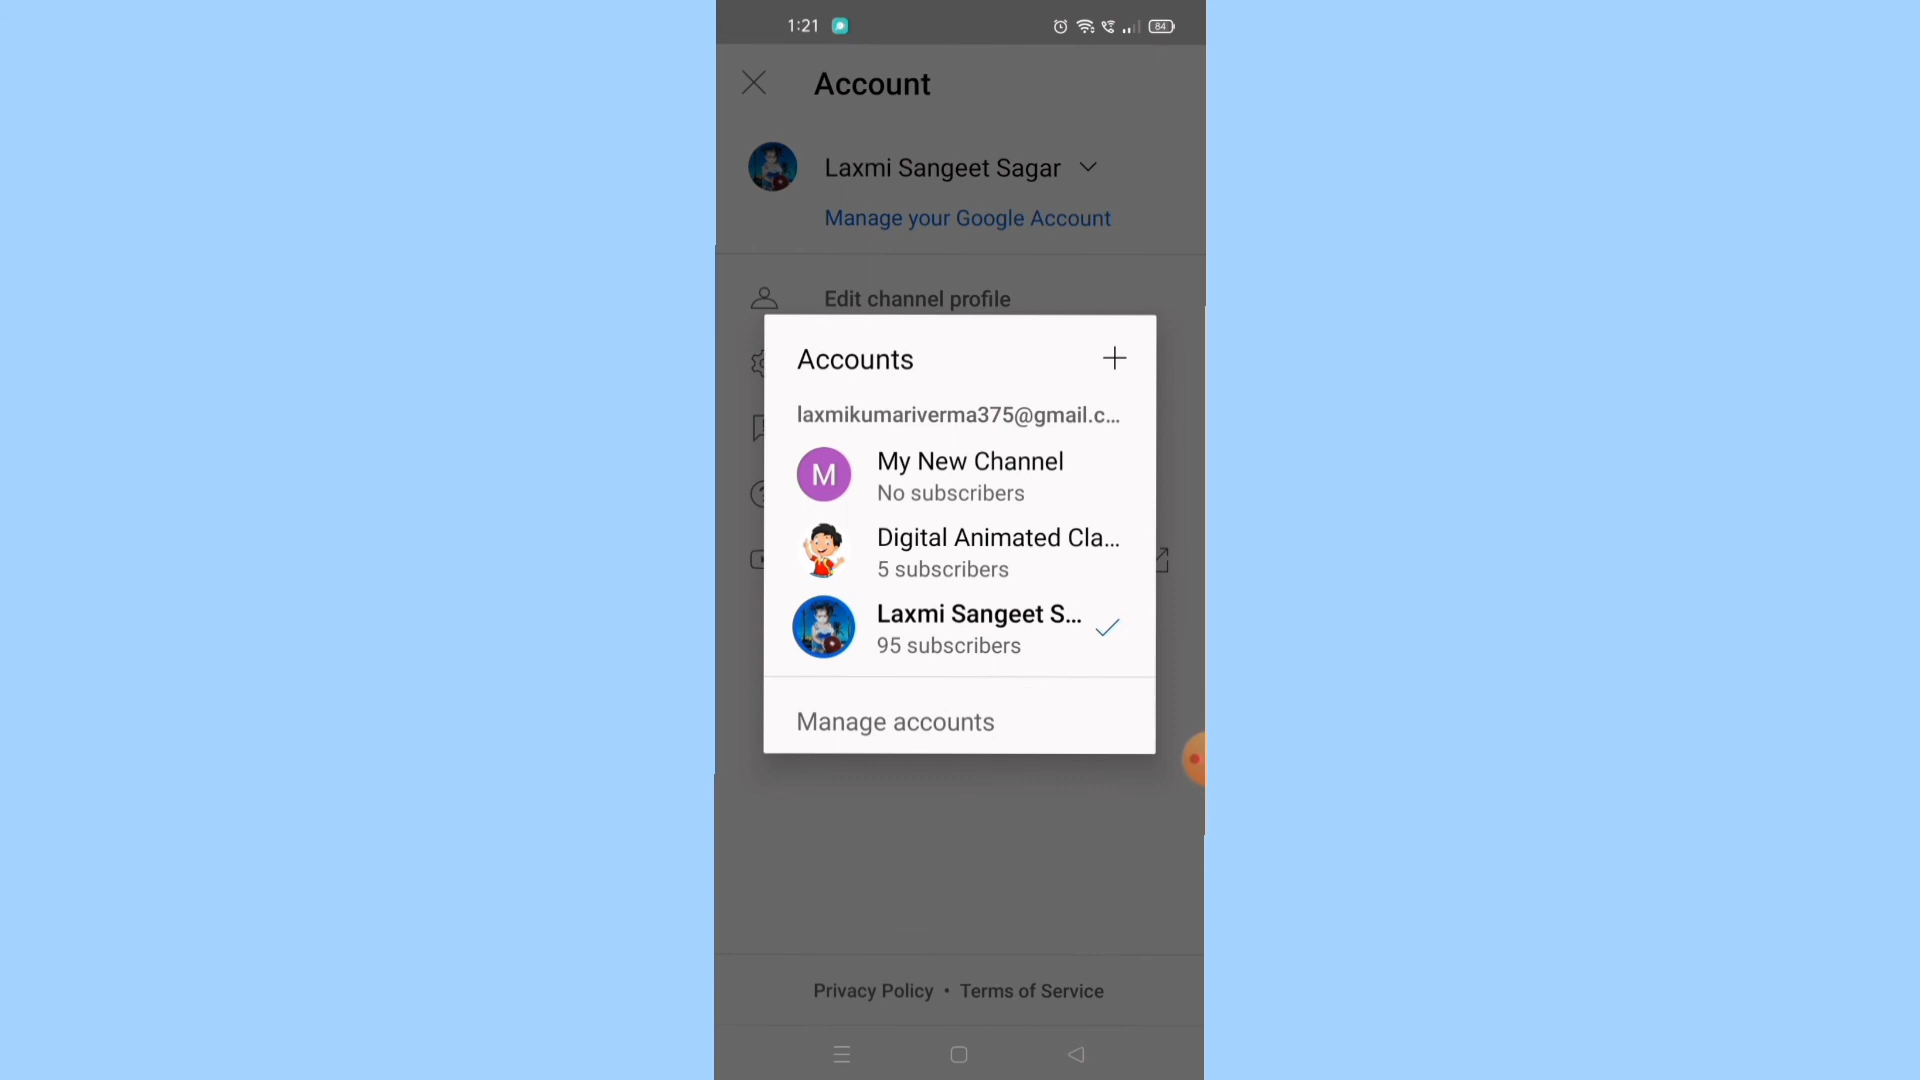 1:21
84
Account
Laxmi Sangeet Sagar
Manage your Google Account
Edit channel profile
Accounts
laxmikumariverma375@gmail.c...
M
My New Channel
No subscribers
Digital Animated Cla...
5 subscribers
Laxmi Sangeet S...
95 subscribers
Manage accounts
Privacy Policy • Terms of Service